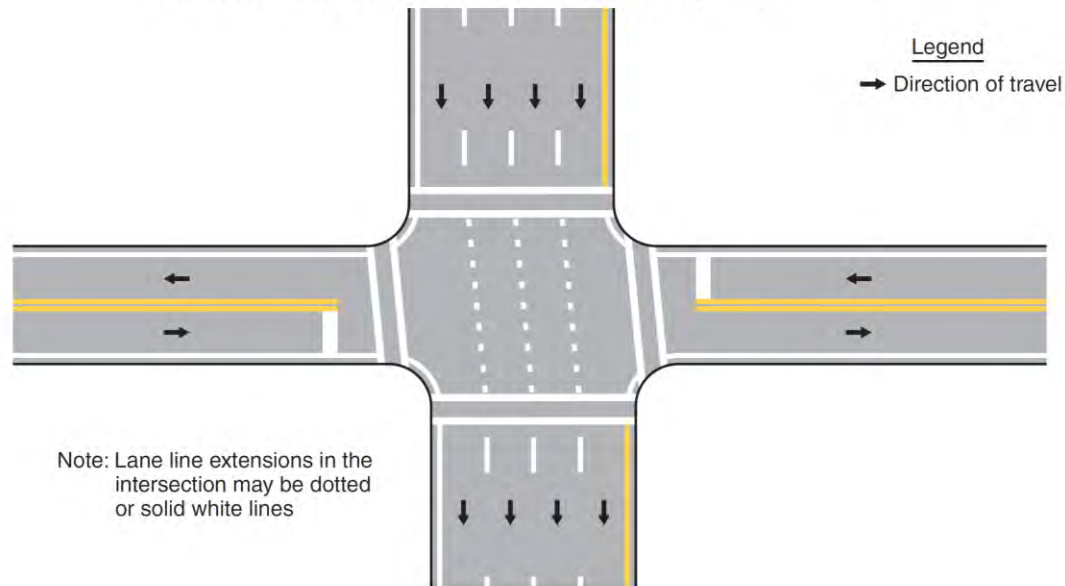 Legend
Direction of travel
Note: Lane line extensions in the
intersection may be dotted
or solid white lines